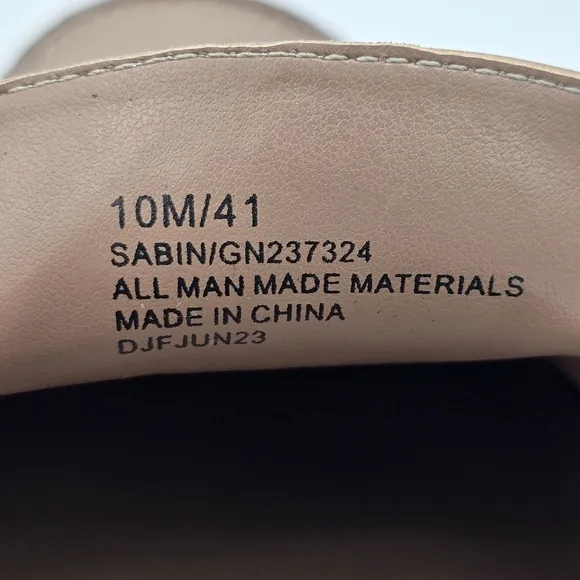 10M/41
SABIN/GN237324
ALL MAN MADE MATERIALS
MADE IN CHINA
DJFJUN23